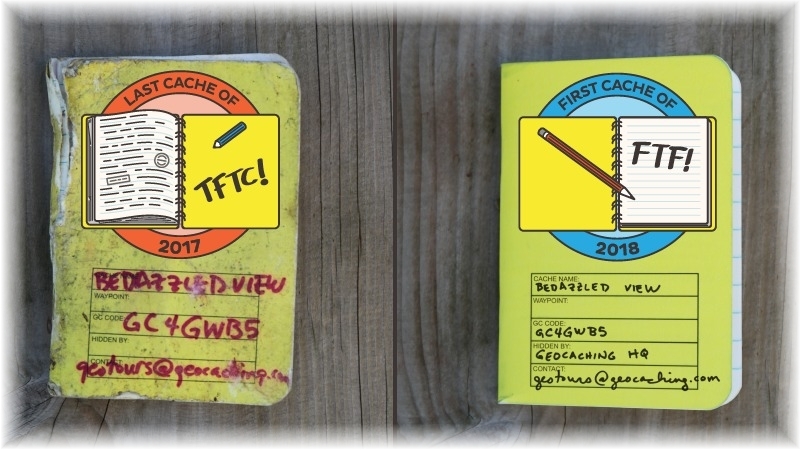 LAST CACHE OF
TFTC!
2017
BEDAZZLED VIEW
WAYPOINT:
GC CODE:
GC4GWB5
HIDDEN BY:
geotours@geocaching.com
FIRST CACHE OF
FTF!
2018
CACHE NAME:
BEDAZZLED VIEW
WAYPOINT:
GC CODE:
GC4GWB5
HIDDEN BY:
GEOCACHING HQ
CONTACT:
geotours@geocaching.com